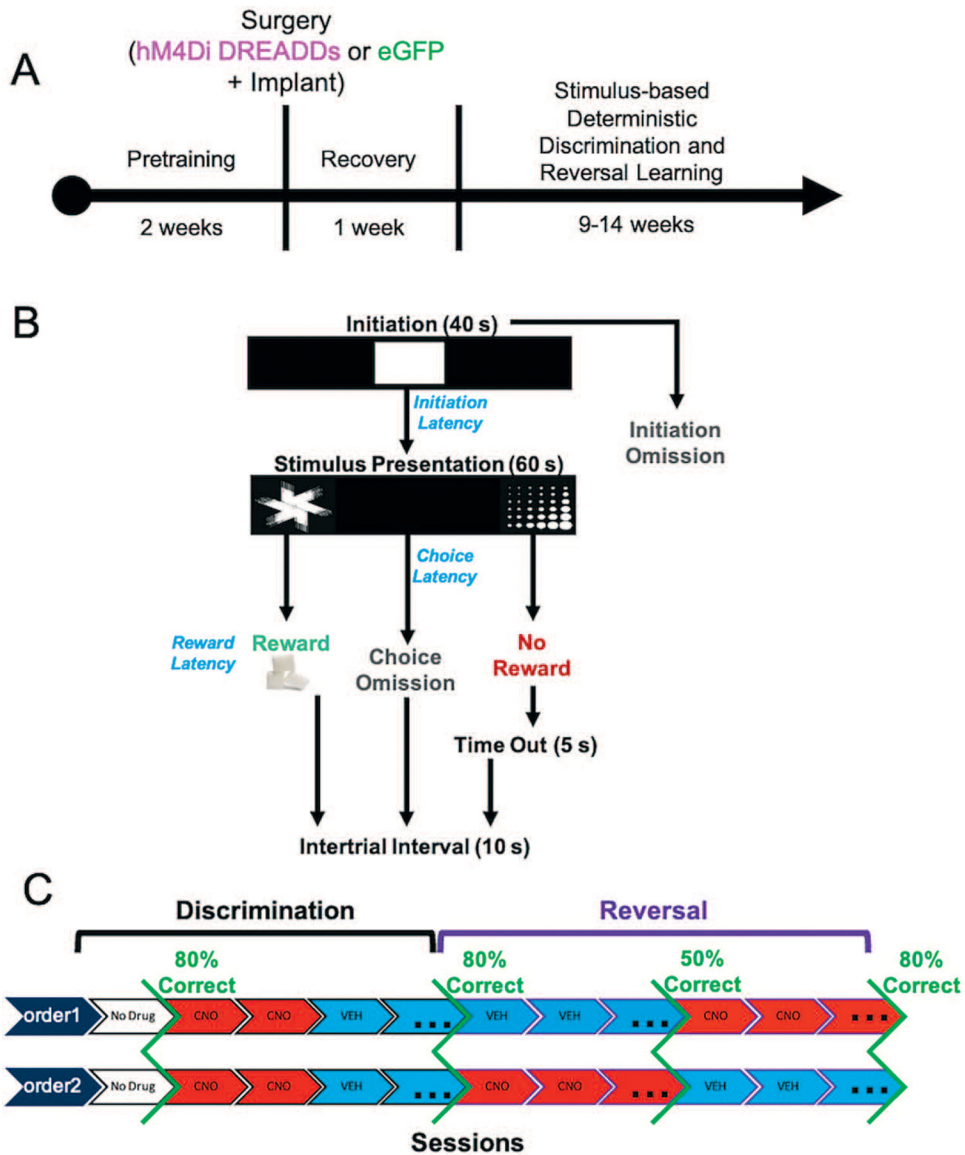 A
Surgery
(hM4Di DREADDs or eGFP
+ Implant)
Pretraining
Recovery
Stimulus-based
Deterministic
Discrimination and
Reversal Learning
2 weeks
1 week
9-14 weeks
B
Initiation (40 s)
Initiation
Latency
Initiation
Omission
Stimulus Presentation (60 s)
Choice
Latency
Reward
Latency
Reward
Choice
Omission
No
Reward
Time Out (5 s)
Intertrial Interval (10 s)
C
Discrimination
Reversal
80%
Correct
80%
Correct
50%
Correct
80%
Correct
order1 No Drug CNO CNO VEH ... VEH VEH ... CNO CNO ...
order2 No Drug CNO CNO VEH ... CNO CNO ... VEH VEH ...
Sessions